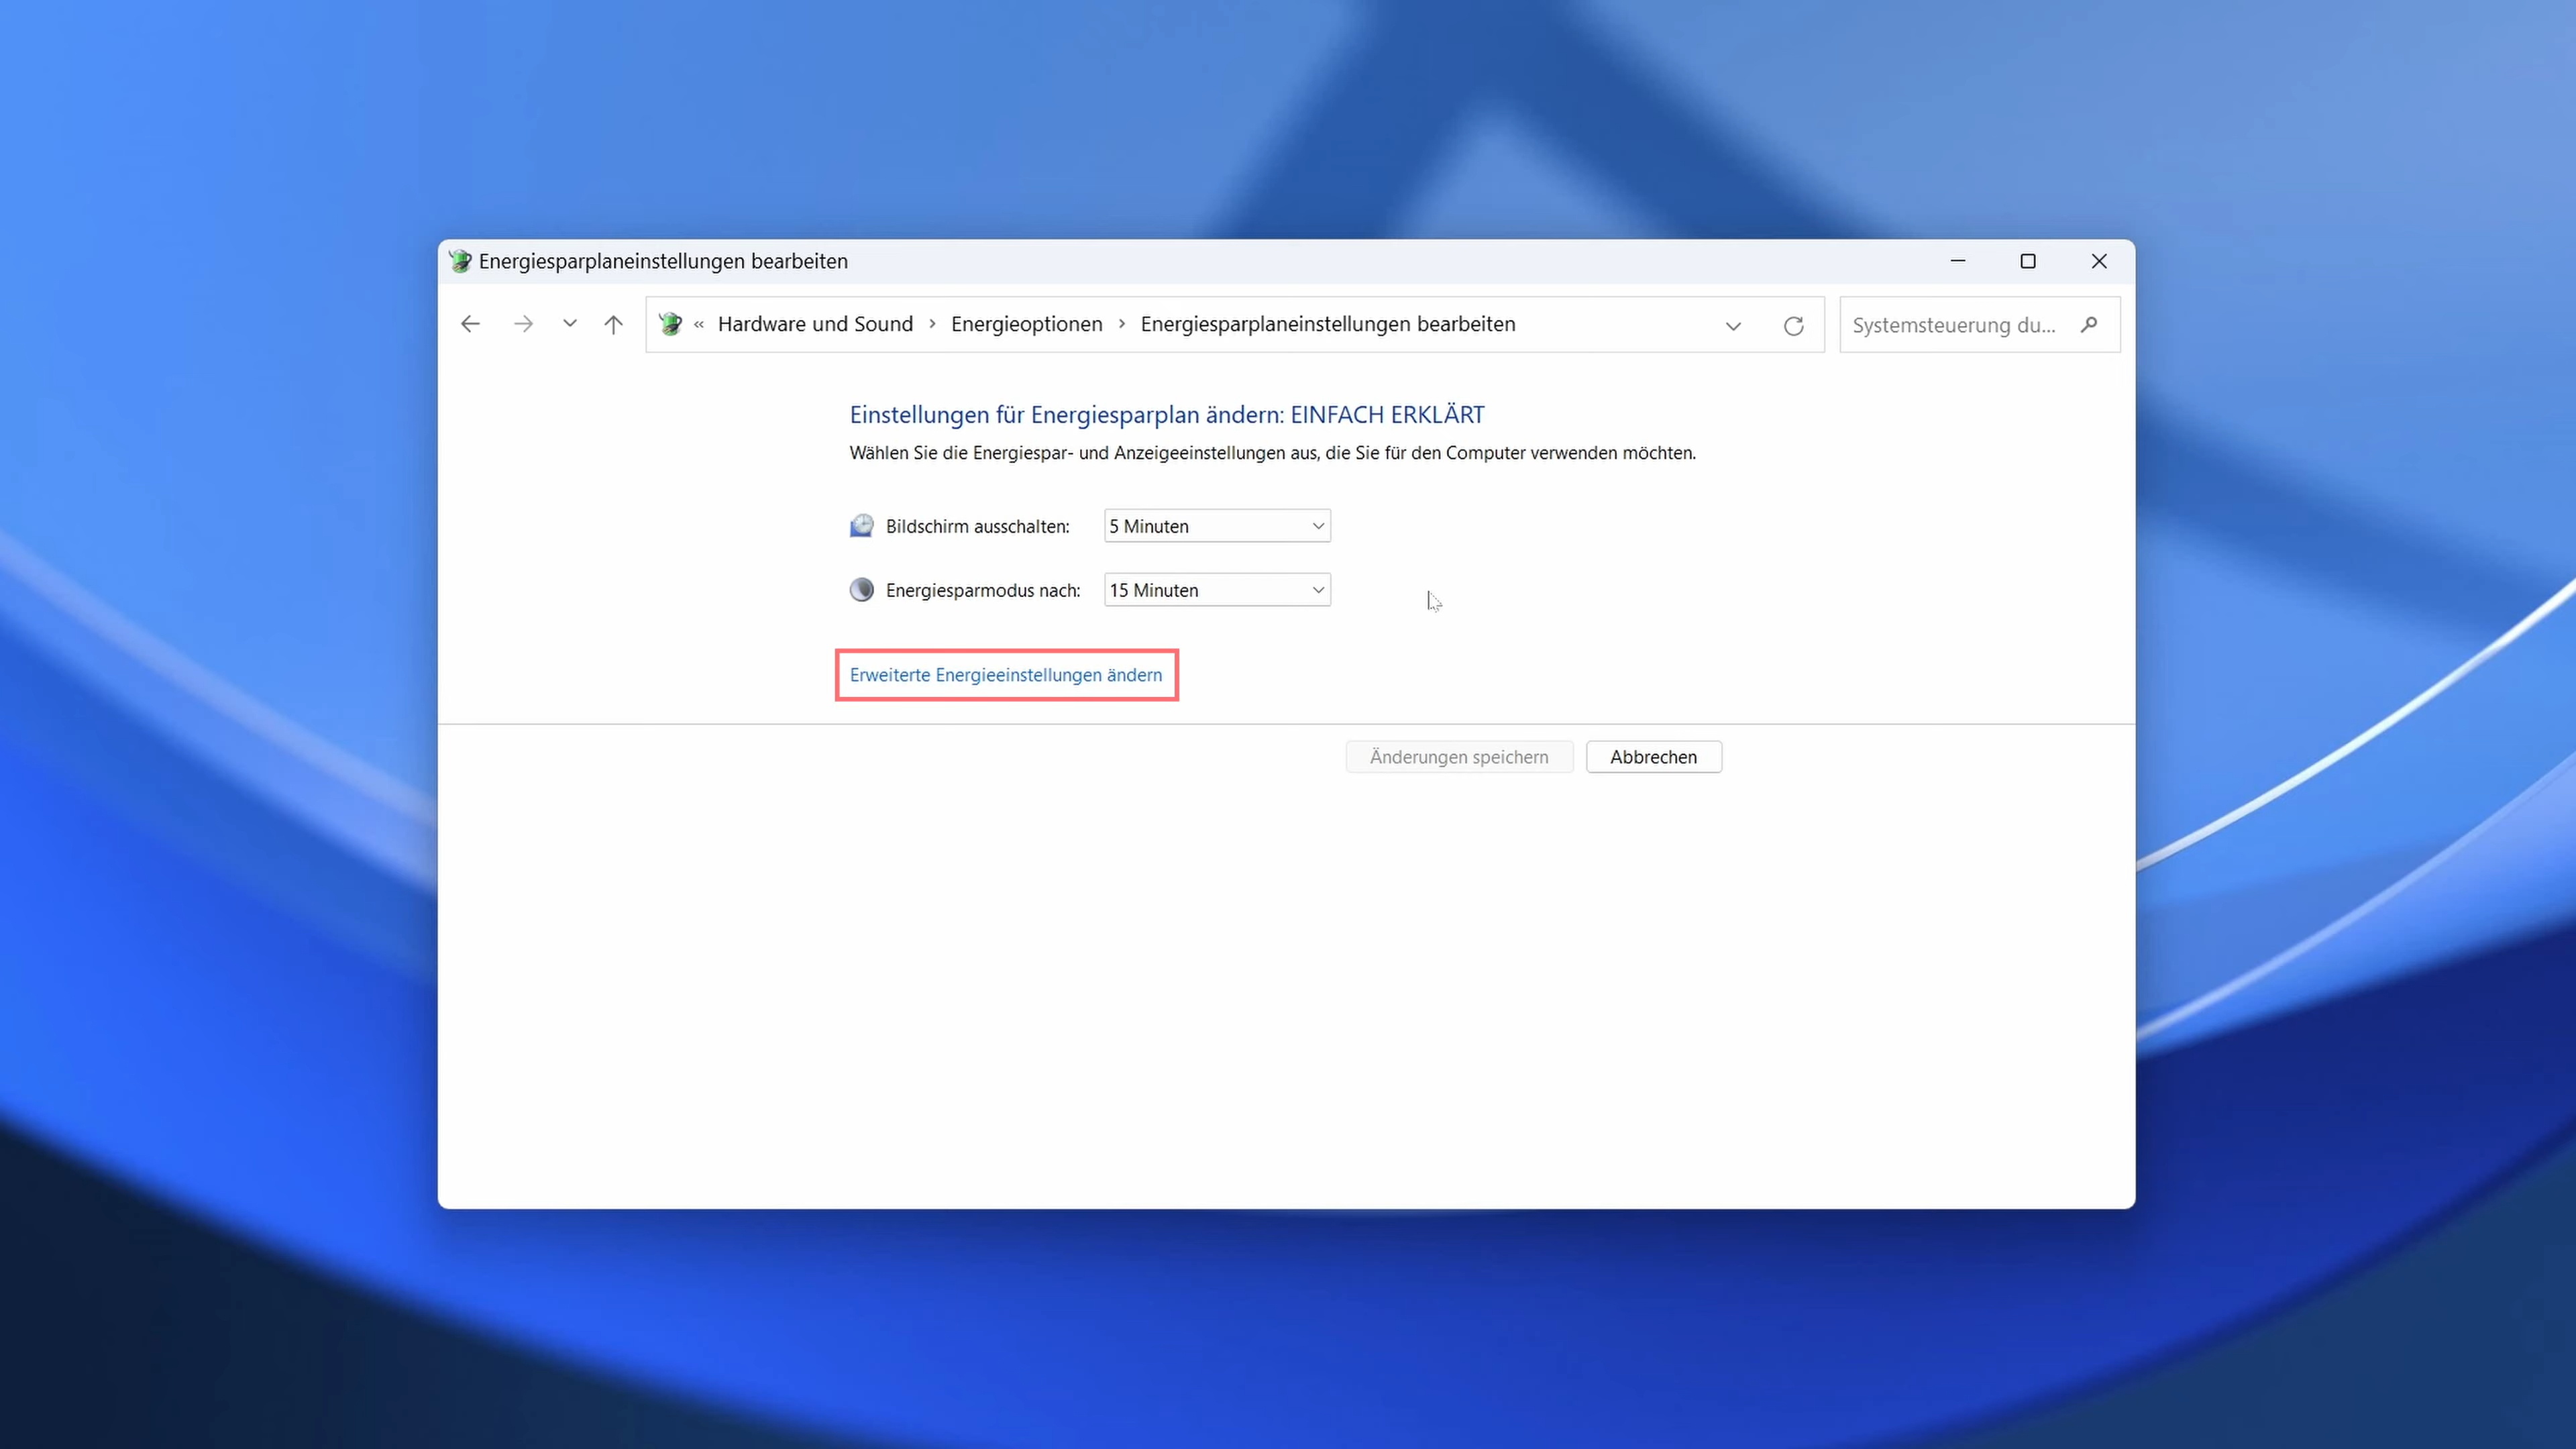 Energiesparplaneinstellungen bearbeiten
« Hardware und Sound › Energieoptionen › Energiesparplaneinstellungen bearbeiten
Systemsteuerung du...
Einstellungen für Energiesparplan ändern: EINFACH ERKLÄRT
Wählen Sie die Energiespar- und Anzeigeeinstellungen aus, die Sie für den Computer verwenden möchten.
Bildschirm ausschalten: 5 Minuten
Energiesparmodus nach: 15 Minuten
Erweiterte Energieeinstellungen ändern
Änderungen speichern Abbrechen